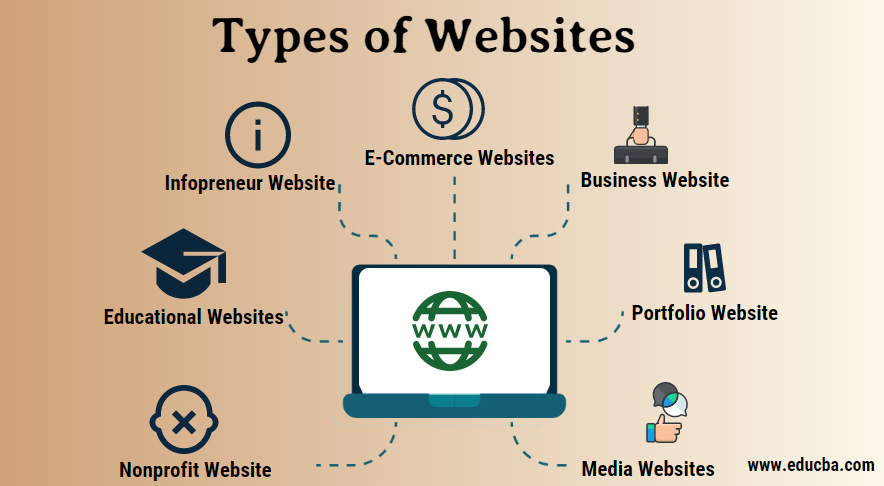 Types of Websites
E-Commerce Websites
Infopreneur Website
Business Website
Educational Websites
WWW
Portfolio Website
Nonprofit Website
Media Websites
www.educba.com